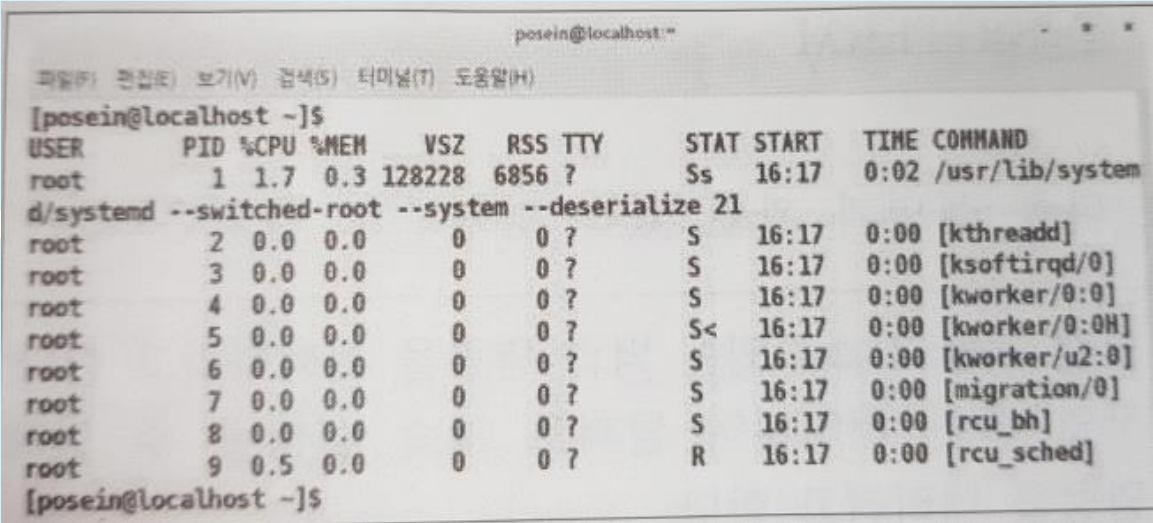 posein@localhost:~
파일(F) 편집(E) 보기(V) 검색(S) 터미널(T) 도움말(H)
[posein@localhost ~]$
USER PID %CPU %MEM VSZ RSS TTY STAT START TIME COMMAND
root 1 1.7 0.3 128228 6856 ? Ss 16:17 0:02 /usr/lib/system
d/systemd --switched-root --system --deserialize 21
root 2 0.0 0.0 0 0 ? S 16:17 0:00 [kthreadd]
root 3 0.0 0.0 0 0 ? S 16:17 0:00 [ksoftirqd/0]
root 4 0.0 0.0 0 0 ? S 16:17 0:00 [kworker/0:0]
root 5 0.0 0.0 0 0 ? S< 16:17 0:00 [kworker/0:0H]
root 6 0.0 0.0 0 0 ? S 16:17 0:00 [kworker/u2:0]
root 7 0.0 0.0 0 0 ? S 16:17 0:00 [migration/0]
root 8 0.0 0.0 0 0 ? S 16:17 0:00 [rcu_bh]
root 9 0.5 0.0 0 0 ? R 16:17 0:00 [rcu_sched]
[posein@localhost ~]$